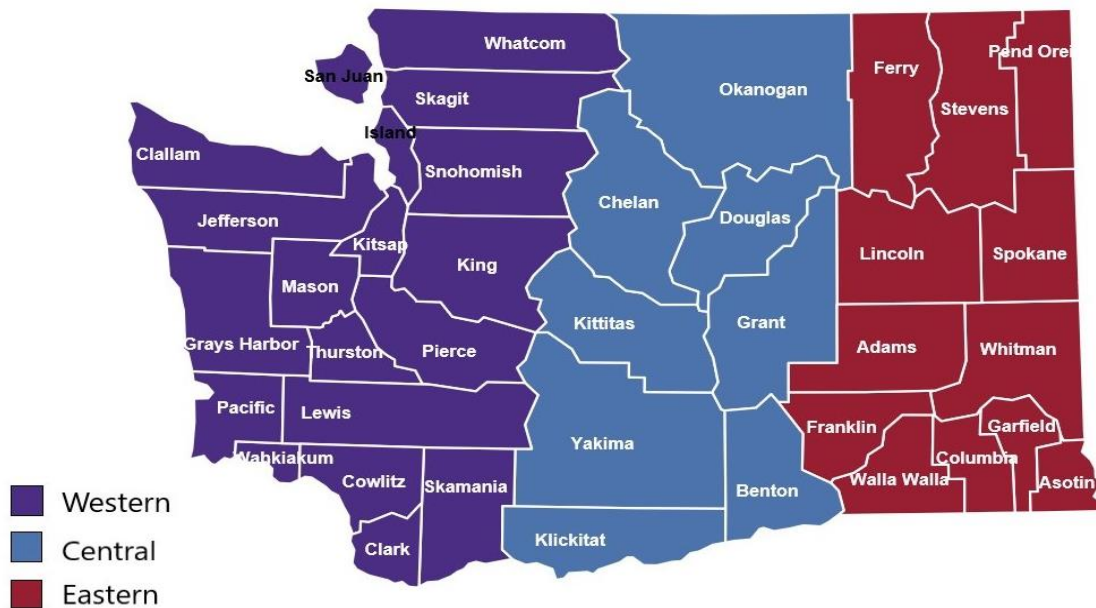 Whatcom
San Juan
Skagit
Island
Clallam
Snohomish
Jefferson
Kitsap
King
Mason
Grays Harbor
Thurston
Pierce
Pacific
Lewis
Wahkiakum
Cowlitz
Skamania
Clark
Okanogan
Chelan
Douglas
Kittitas
Grant
Yakima
Benton
Klickitat
Ferry
Pend Orei
Stevens
Lincoln
Spokane
Adams
Whitman
Franklin
Garfield
Columbia
Walla Walla
Asotin
Western
Central
Eastern